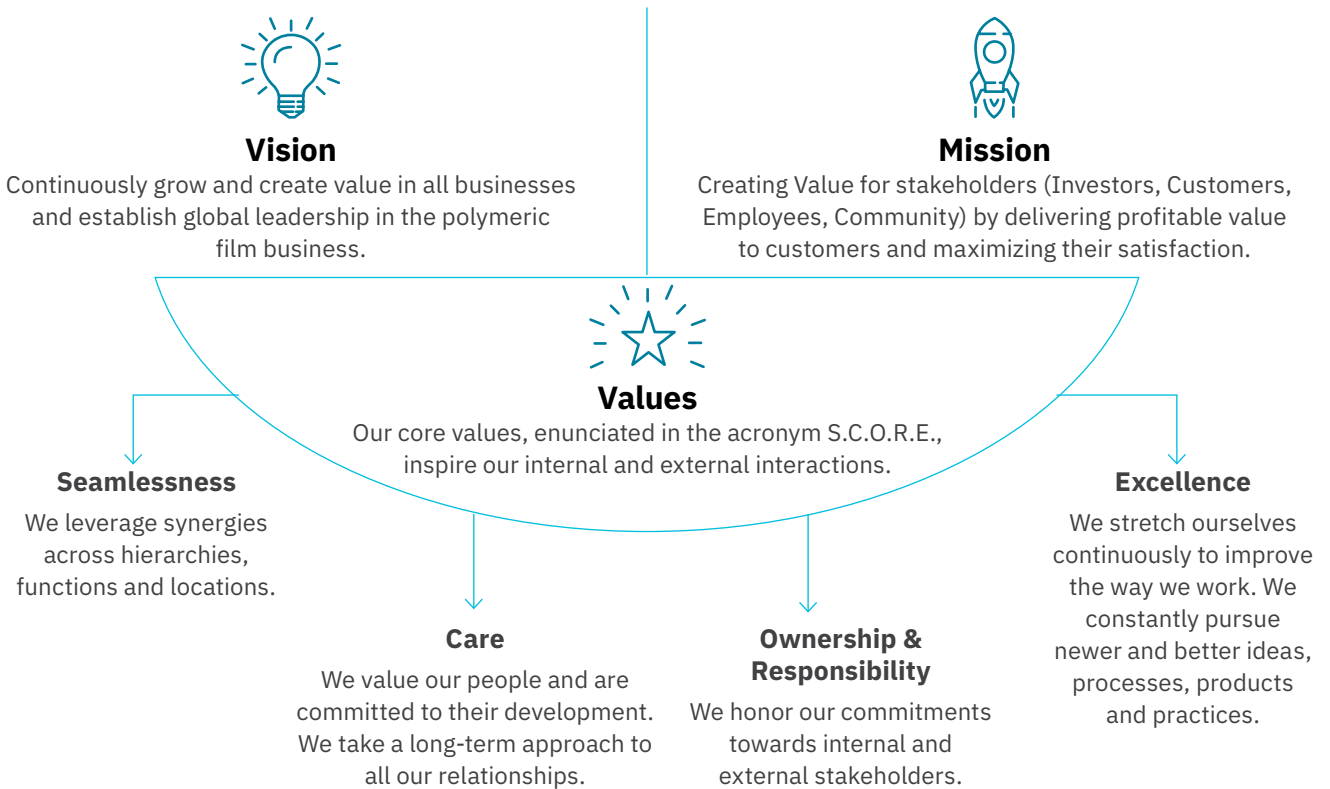 Vision
Continuously grow and create value in all businesses
and establish global leadership in the polymeric
film business.
Mission
Creating Value for stakeholders (Investors, Customers,
Employees, Community) by delivering profitable value
to customers and maximizing their satisfaction.
Values
Our core values, enunciated in the acronym S.C.O.R.E.,
inspire our internal and external interactions.
Seamlessness
We leverage synergies
across hierarchies,
functions and locations.
Care
We value our people and are
committed to their development.
We take a long-term approach to
all our relationships.
Ownership &
Responsibility
We honor our commitments
towards internal and
external stakeholders.
Excellence
We stretch ourselves
continuously to improve
the way we work. We
constantly pursue
newer and better ideas,
processes, products
and practices.